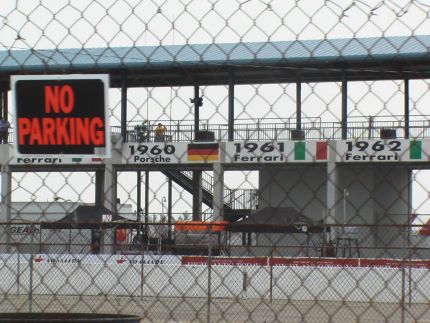 NO
PARKING
1960
Porsche
1961
Ferrari
1962
Ferrari
Ferrari